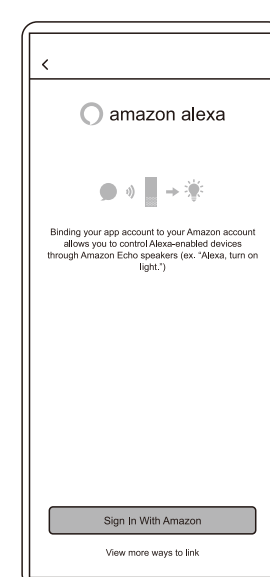 amazon alexa
Binding your app account to your Amazon account
allows you to control Alexa-enabled devices
through Amazon Echo speakers (ex. “Alexa, turn on
light.”)
Sign In With Amazon
View more ways to link